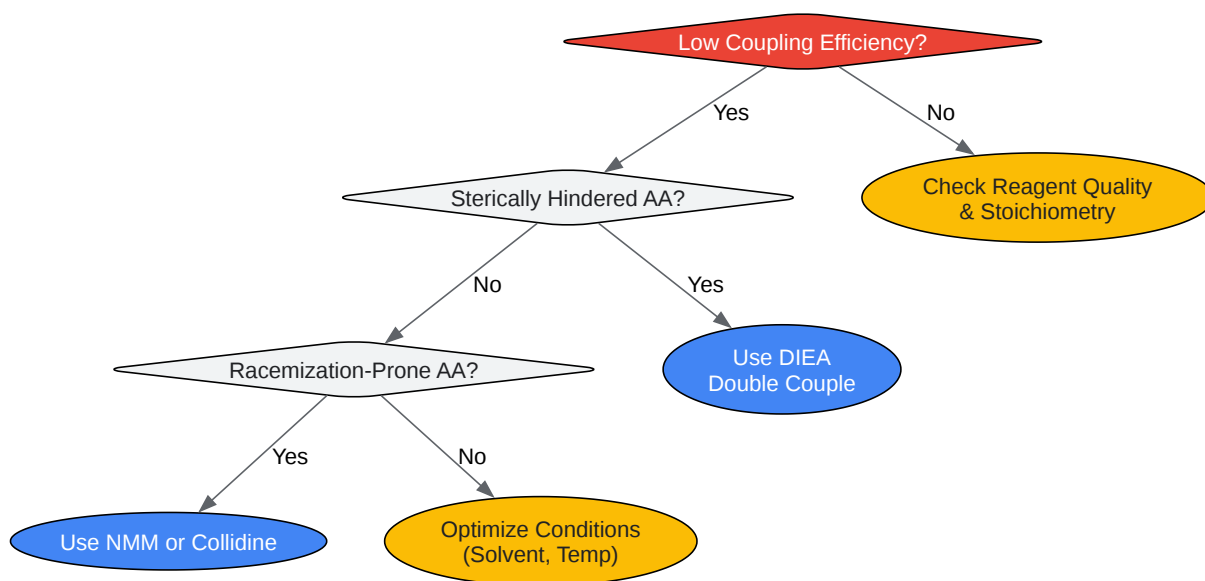 Low Coupling Efficiency?
Yes
No
Sterically Hindered AA?
Check Reagent Quality
& Stoichiometry
No
Yes
Racemization-Prone AA?
Use DIEA
Double Couple
Yes
No
Use NMM or Collidine
Optimize Conditions
(Solvent, Temp)